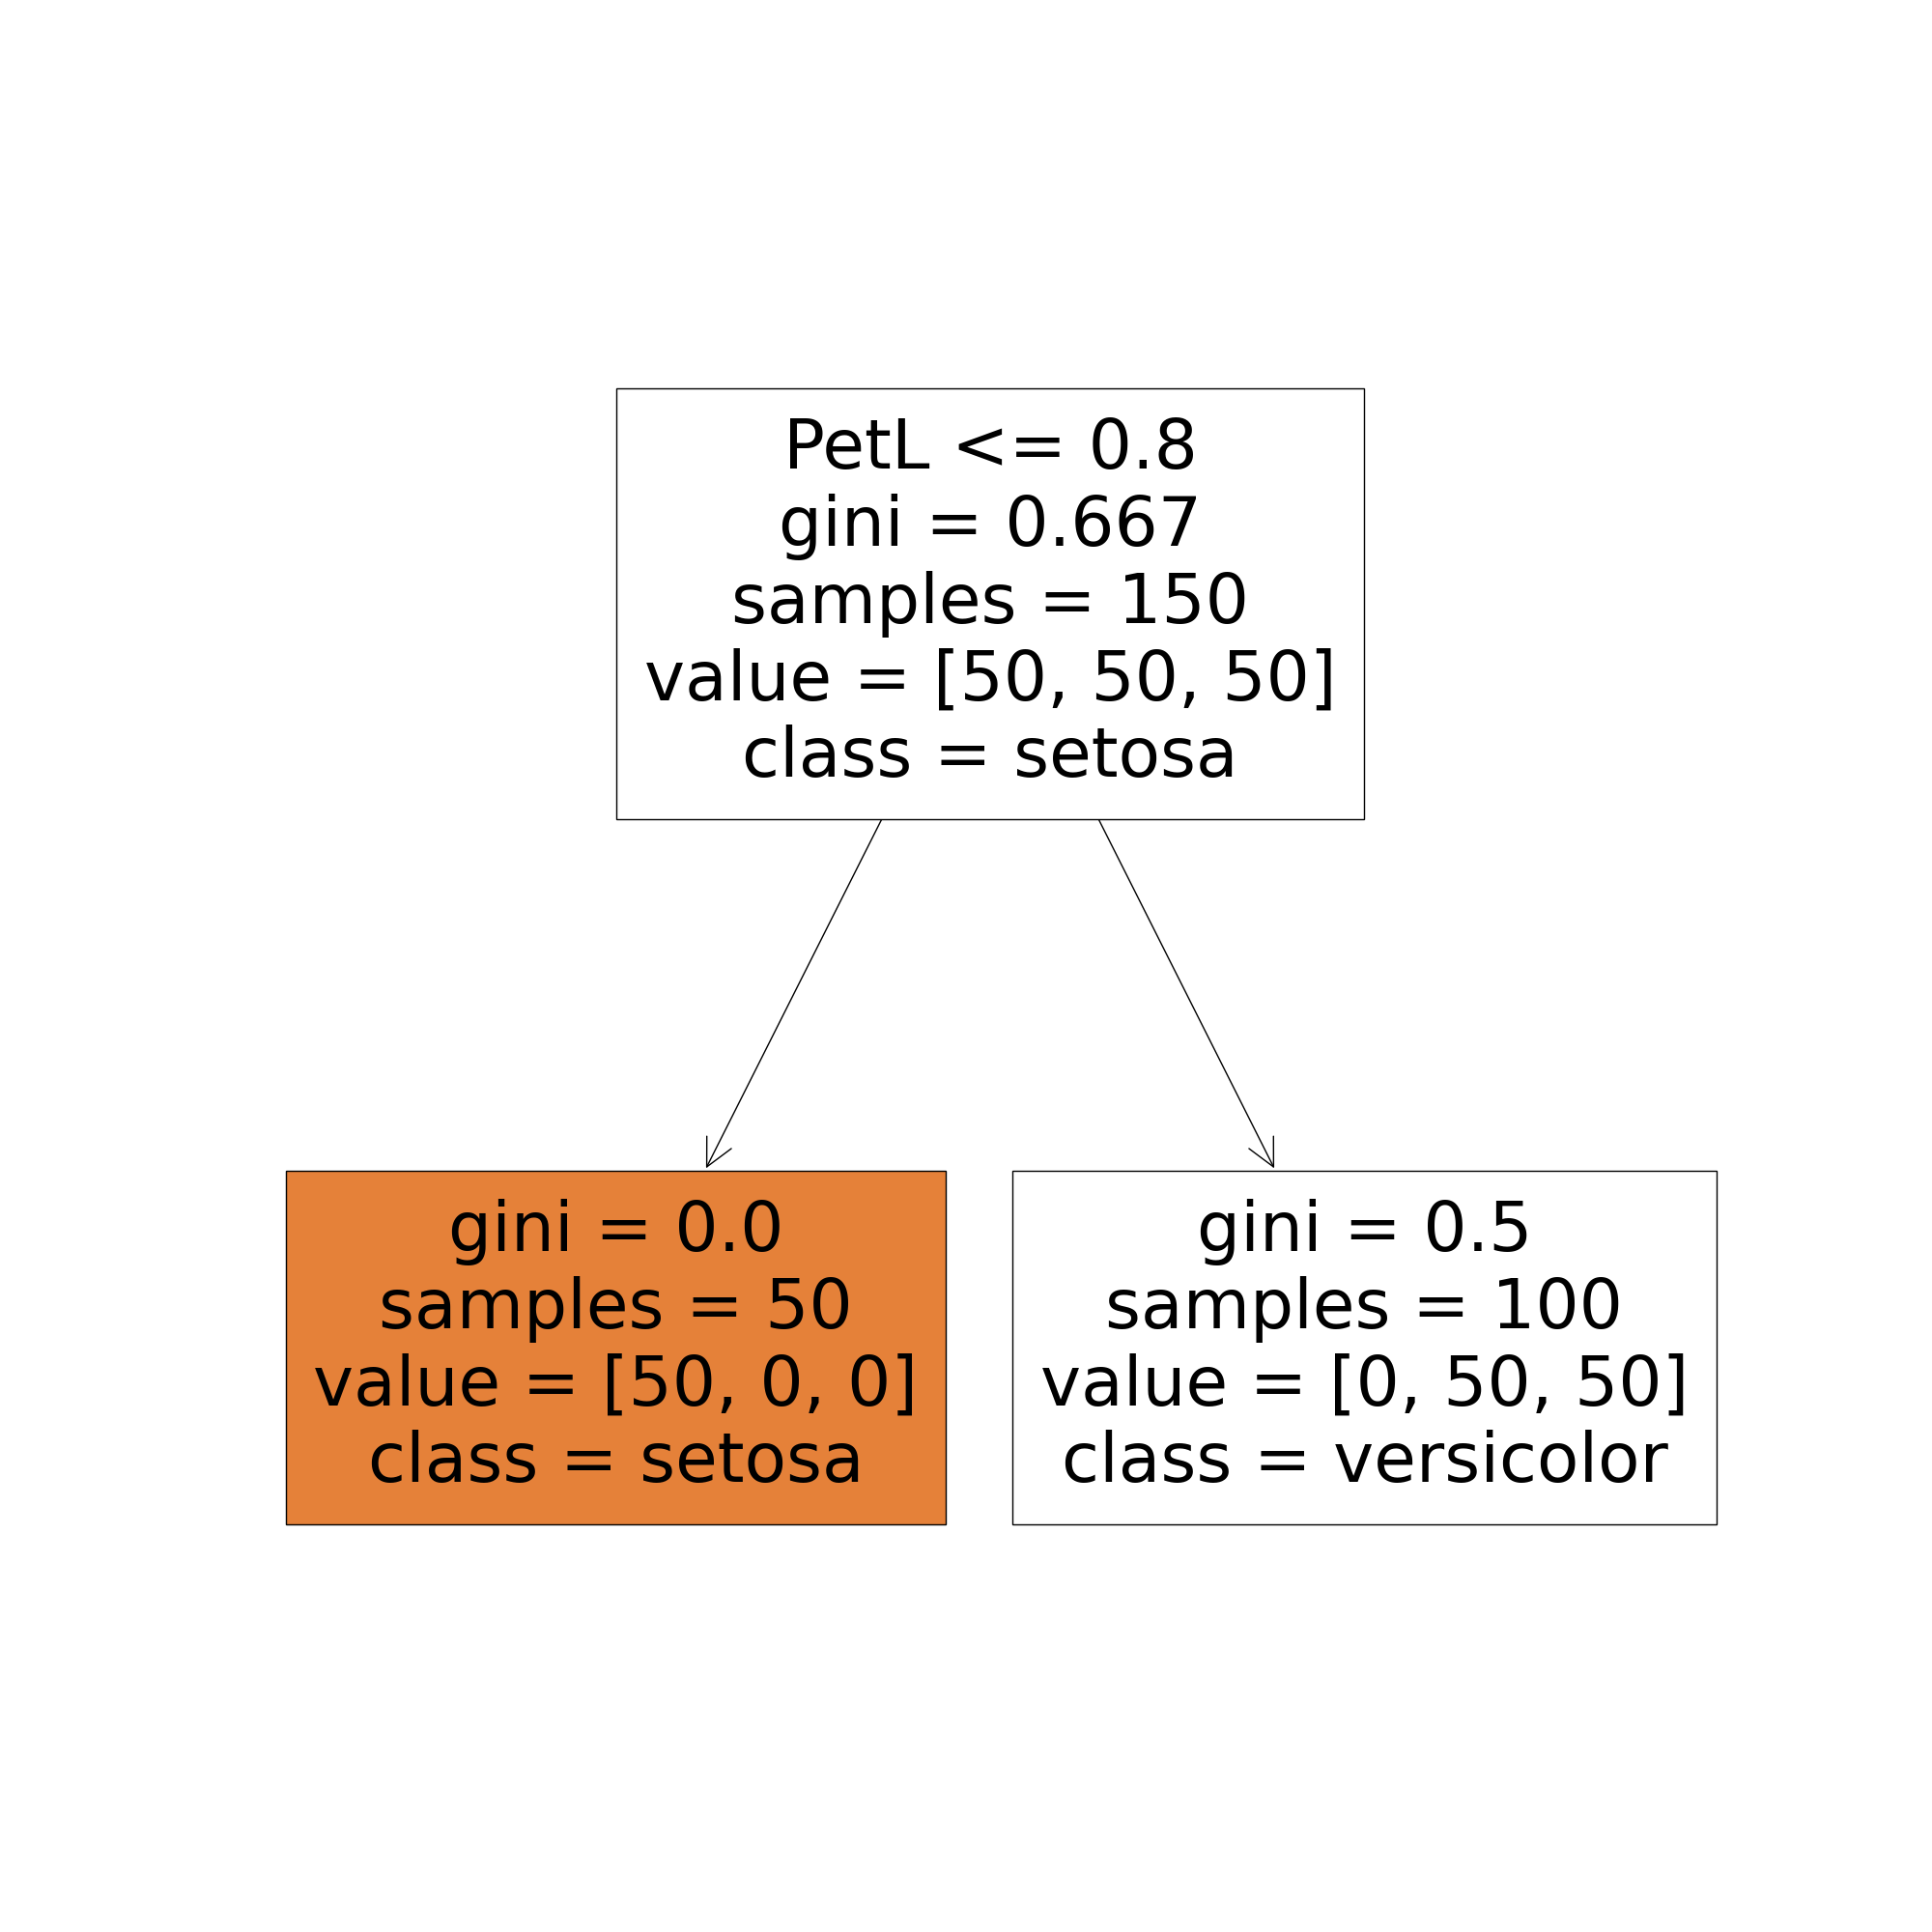 PetL <= 0.8
gini = 0.667
samples = 150
value = [50, 50, 50]
class = setosa
gini = 0.0
samples = 50
value = [50, 0, 0]
class = setosa
gini = 0.5
samples = 100
value = [0, 50, 50]
class = versicolor